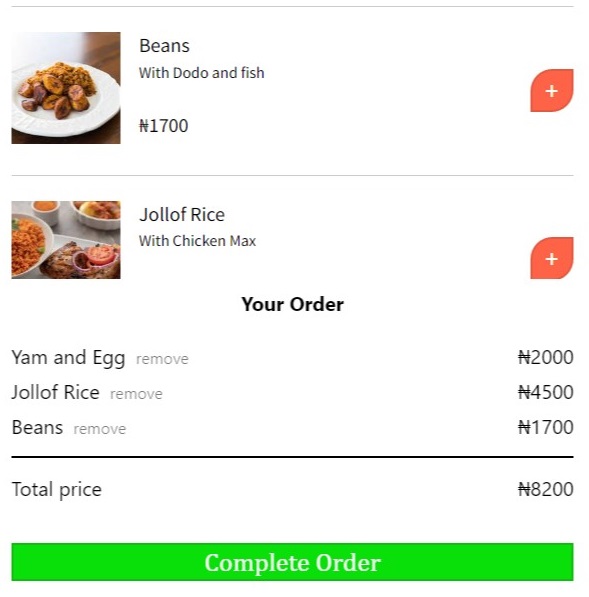 Beans
With Dodo and fish
+
₦1700
Jollof Rice
With Chicken Max
+
Your Order
Yam and Egg remove ₦2000
Jollof Rice remove ₦4500
Beans remove ₦1700
Total price ₦8200
Complete Order